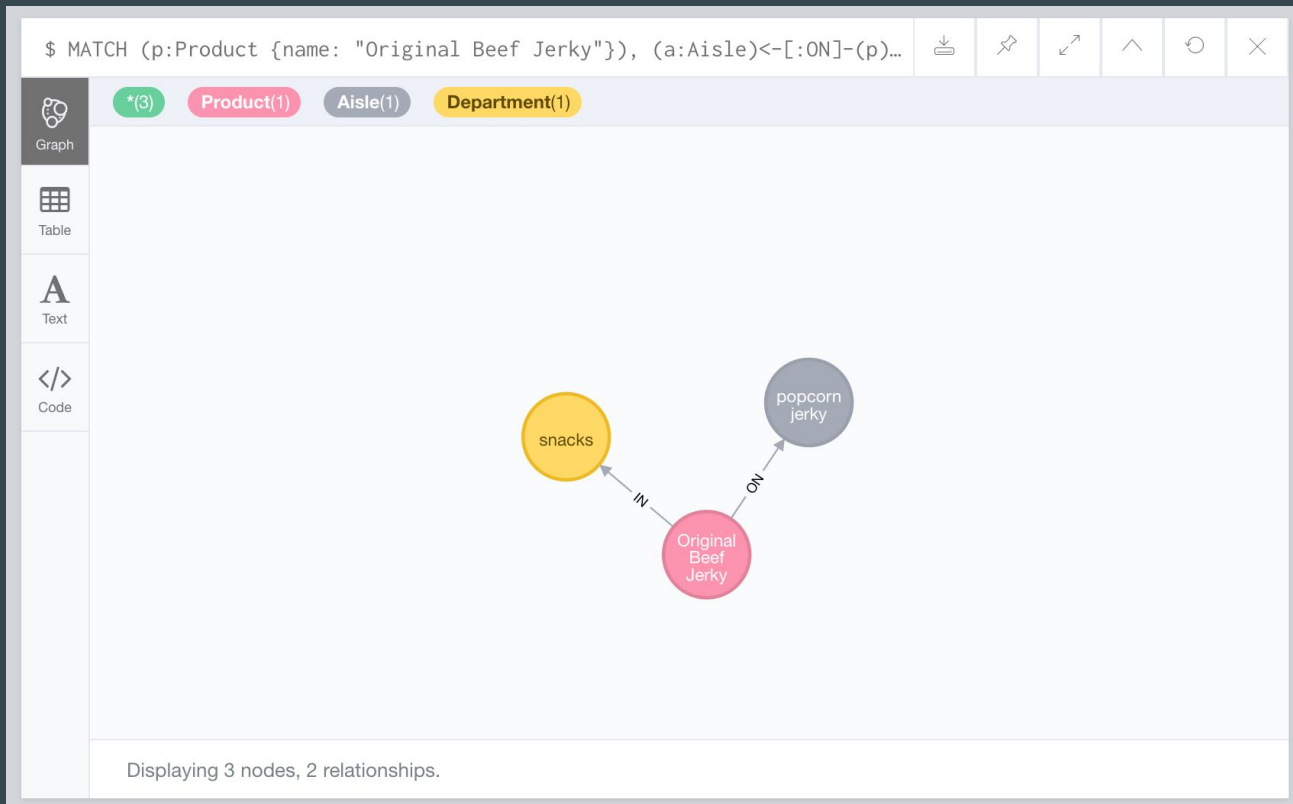 $ MATCH (p:Product {name: "Original Beef Jerky"}), (a:Aisle)<-[:ON]-(p)…
*(3) Product(1) Aisle(1) Department(1)
Graph
Table
A
Text
</>
Code
popcorn
jerky
snacks
IN
ON
Original
Beef
Jerky
Displaying 3 nodes, 2 relationships.